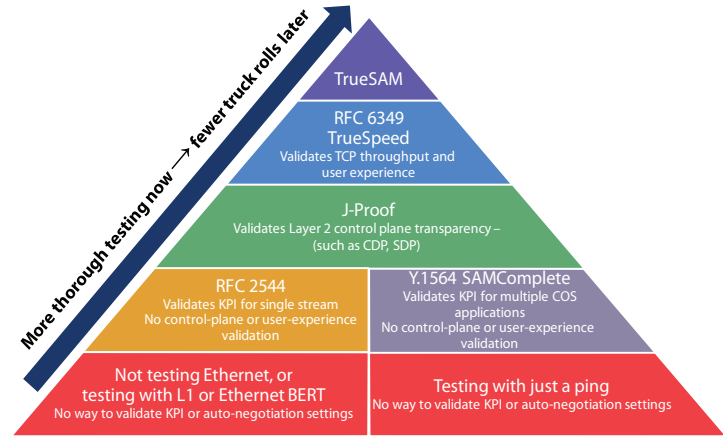 More thorough testing now → fewer truck rolls later
TrueSAM
RFC 6349
TrueSpeed
Validates TCP throughput and
user experience
J-Proof
Validates Layer 2 control plane transparency –
(such as CDP, SDP)
RFC 2544
Validates KPI for single stream
No control-plane or user-experience
validation
Y.1564 SAMComplete
Validates KPI for multiple COS
applications
No control-plane or user-experience
validation
Not testing Ethernet, or
testing with L1 or Ethernet BERT
No way to validate KPI or auto-negotiation settings
Testing with just a ping
No way to validate KPI or auto-negotiation settings